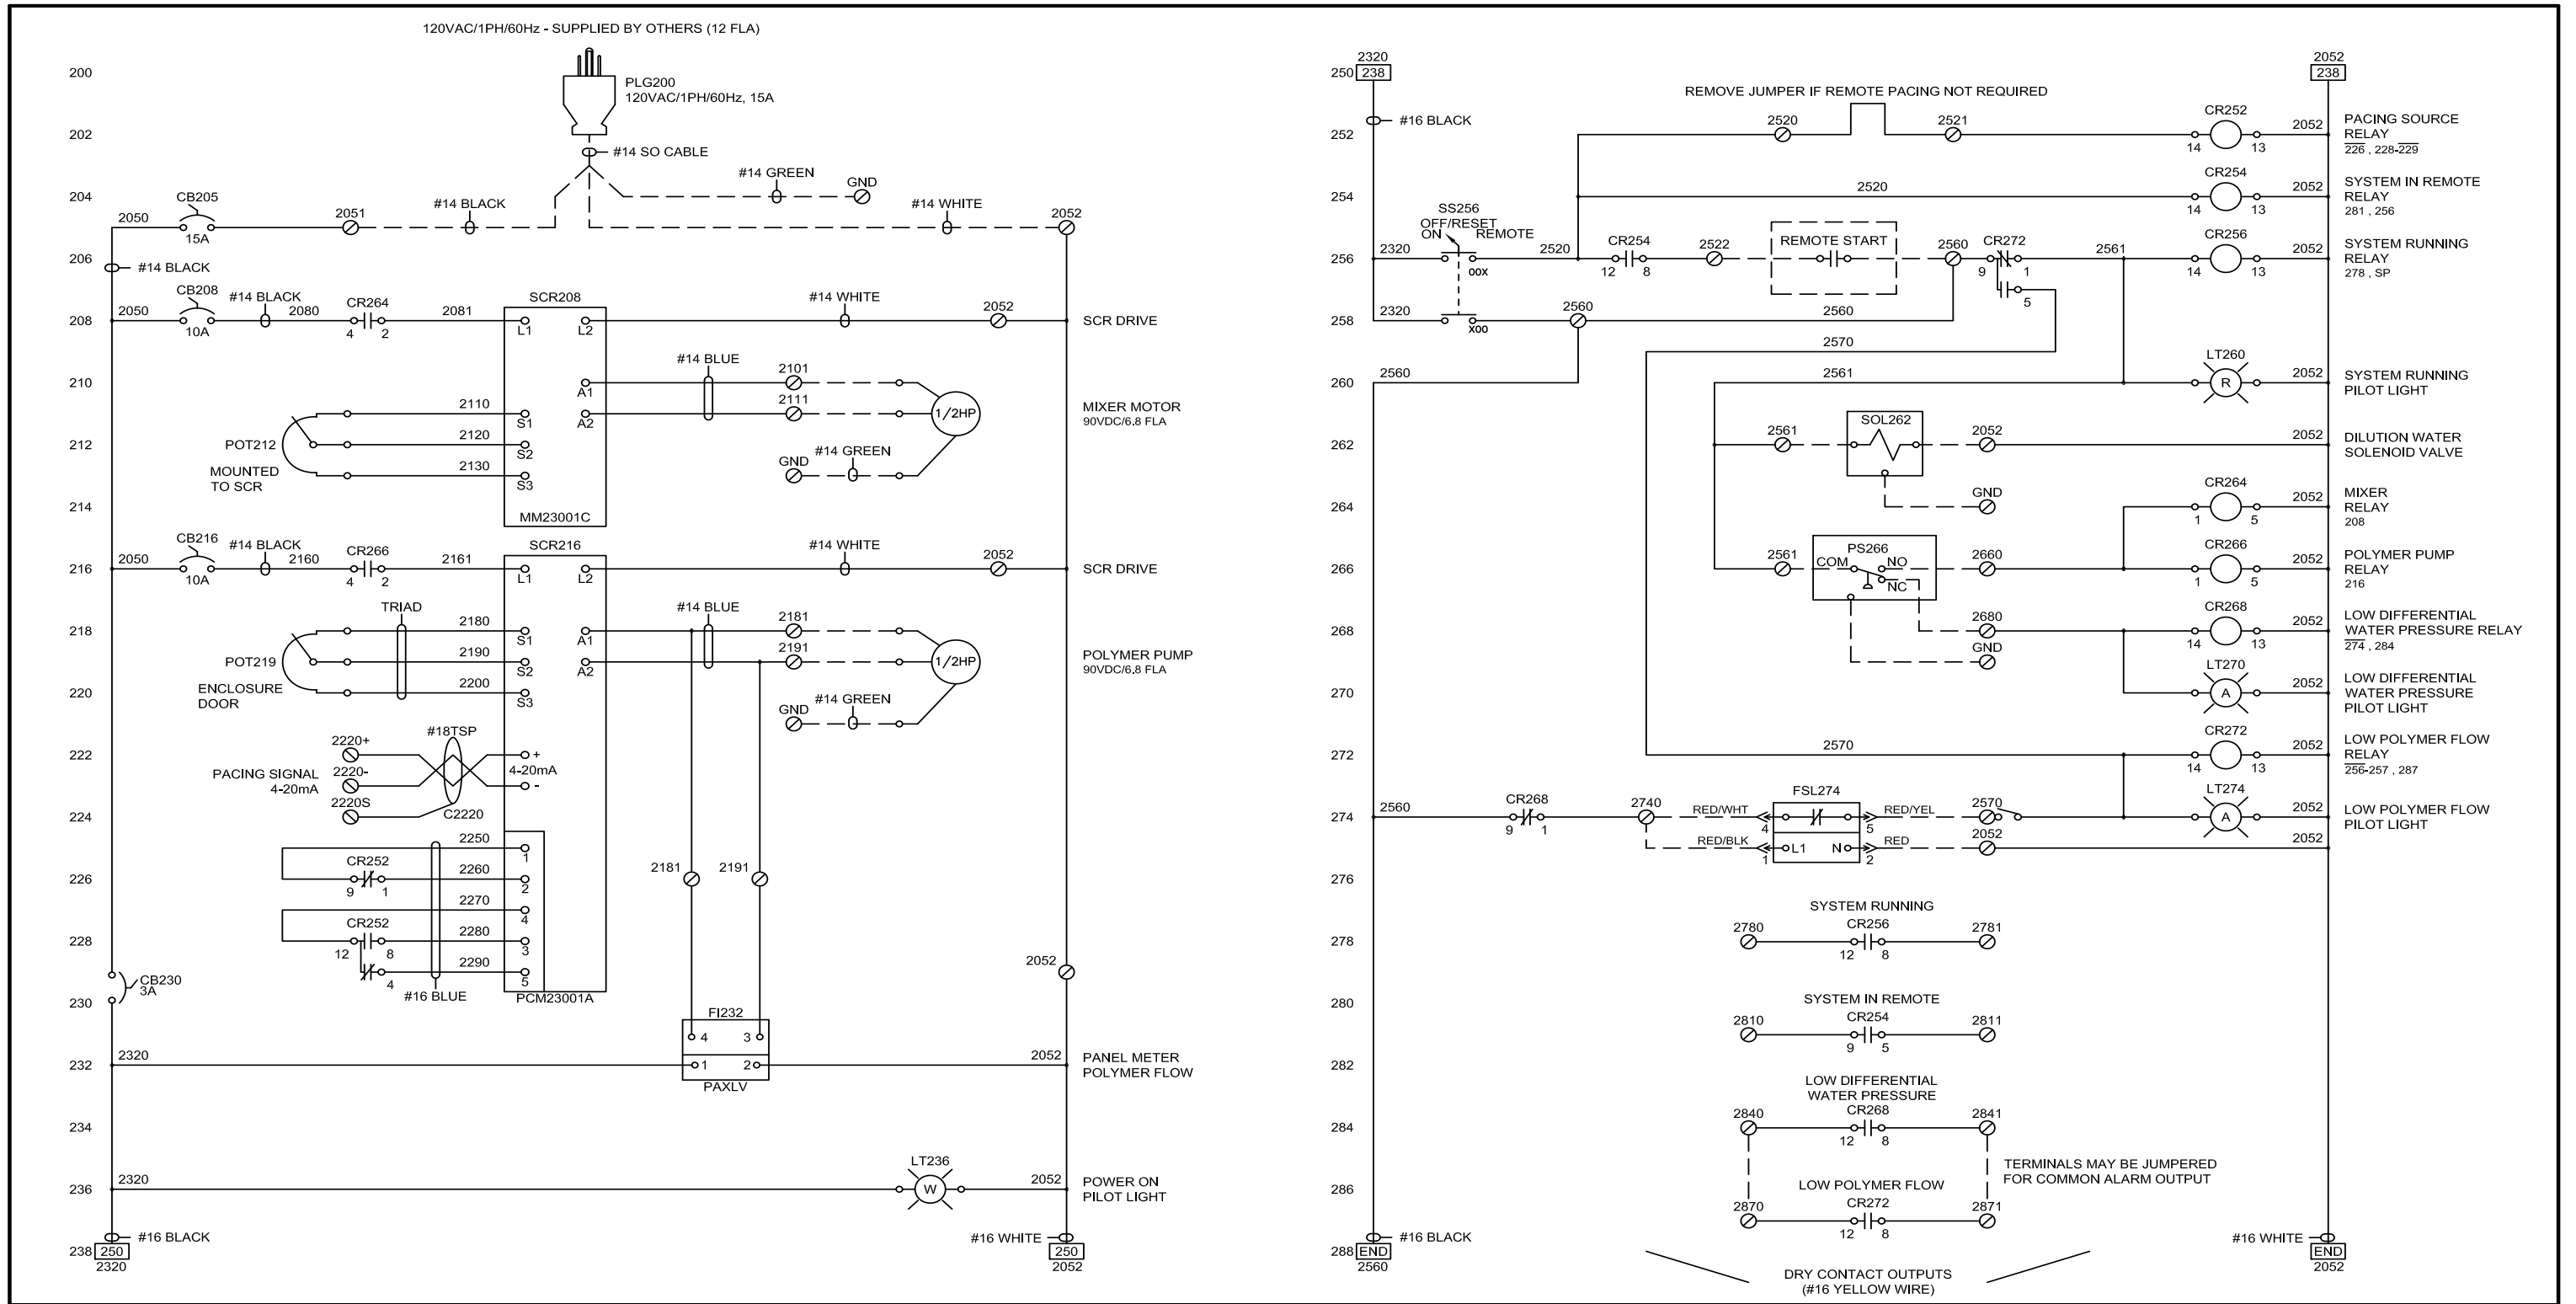 120VAC/1PH/60Hz - SUPPLIED BY OTHERS (12 FLA)
200
PLG200
120VAC/1PH/60Hz, 15A
202
#14 SO CABLE
#14 GREEN
GND
204
CB205
#14 BLACK
#14 WHITE
2050
15A
2051
2052
206
#14 BLACK
CB208
#14 BLACK
CR264
SCR208
#14 WHITE
208
2050
10A
2080
4
2
2081
L1
L2
2052
SCR DRIVE
#14 BLUE
210
A1
2101
2110
S1
A2
2111
1/2HP
MIXER MOTOR
90VDC/6.8 FLA
212
POT212
2120
S2
#14 GREEN
MOUNTED
TO SCR
2130
S3
GND
214
MM23001C
CB216
#14 BLACK
CR266
SCR216
#14 WHITE
216
2050
10A
2160
4
2
2161
L1
L2
2052
SCR DRIVE
TRIAD
#14 BLUE
218
2180
S1
A1
2181
POT219
2190
S2
A2
2191
1/2HP
POLYMER PUMP
90VDC/6.8 FLA
220
ENCLOSURE
DOOR
2200
S3
GND
#14 GREEN
222
2220+
#18TSP
+
PACING SIGNAL
4-20mA
2220-
4-20mA
-
224
2220S
C2220
2250
1
226
CR252
9
1
2260
2
2181
2191
2270
4
228
CR252
12
8
2280
3
4
2290
5
2052
CB230
3A
#16 BLUE
PCM23001A
230
FI232
4
3
232
2320
1
2
2052
PANEL METER
POLYMER FLOW
PAXLV
234
LT236
236
2320
W
2052
POWER ON
PILOT LIGHT
#16 BLACK
#16 WHITE
238
250
2320
250
2052
2320
250
238
2052
238
REMOVE JUMPER IF REMOTE PACING NOT REQUIRED
#16 BLACK
252
2520
2521
CR252
14
13
2052
PACING SOURCE
RELAY
226 , 228-229
254
2520
CR254
14
13
2052
SYSTEM IN REMOTE
RELAY
281 , 256
SS256
OFF/RESET
ON
REMOTE
256
2320
OOX
2520
CR254
12
8
2522
REMOTE START
2560
CR272
9
1
5
2561
CR256
14
13
2052
SYSTEM RUNNING
RELAY
278 , SP
258
2320
XOO
2560
2560
2570
260
2560
2561
LT260
R
2052
SYSTEM RUNNING
PILOT LIGHT
262
2561
SOL262
2052
2052
DILUTION WATER
SOLENOID VALVE
264
GND
CR264
1
5
2052
MIXER
RELAY
208
266
2561
PS266
COM
NO
NC
2660
CR266
1
5
2052
POLYMER PUMP
RELAY
216
268
2680
CR268
14
13
2052
LOW DIFFERENTIAL
WATER PRESSURE RELAY
274 , 284
GND
270
LT270
A
2052
LOW DIFFERENTIAL
WATER PRESSURE
PILOT LIGHT
272
2570
CR272
14
13
2052
LOW POLYMER FLOW
RELAY
256-257 , 287
274
2560
CR268
9
1
2740
RED/WHT
4
FSL274
5
RED/YEL
2570
LT274
A
2052
LOW POLYMER FLOW
PILOT LIGHT
RED/BLK
1
L1
N
2
RED
2052
2052
276
SYSTEM RUNNING
278
2780
CR256
12
8
2781
280
SYSTEM IN REMOTE
2810
CR254
9
5
2811
282
LOW DIFFERENTIAL
WATER PRESSURE
284
2840
CR268
12
8
2841
TERMINALS MAY BE JUMPERED
FOR COMMON ALARM OUTPUT
286
LOW POLYMER FLOW
2870
CR272
12
8
2871
#16 BLACK
#16 WHITE
288
END
2560
END
2052
DRY CONTACT OUTPUTS
(#16 YELLOW WIRE)